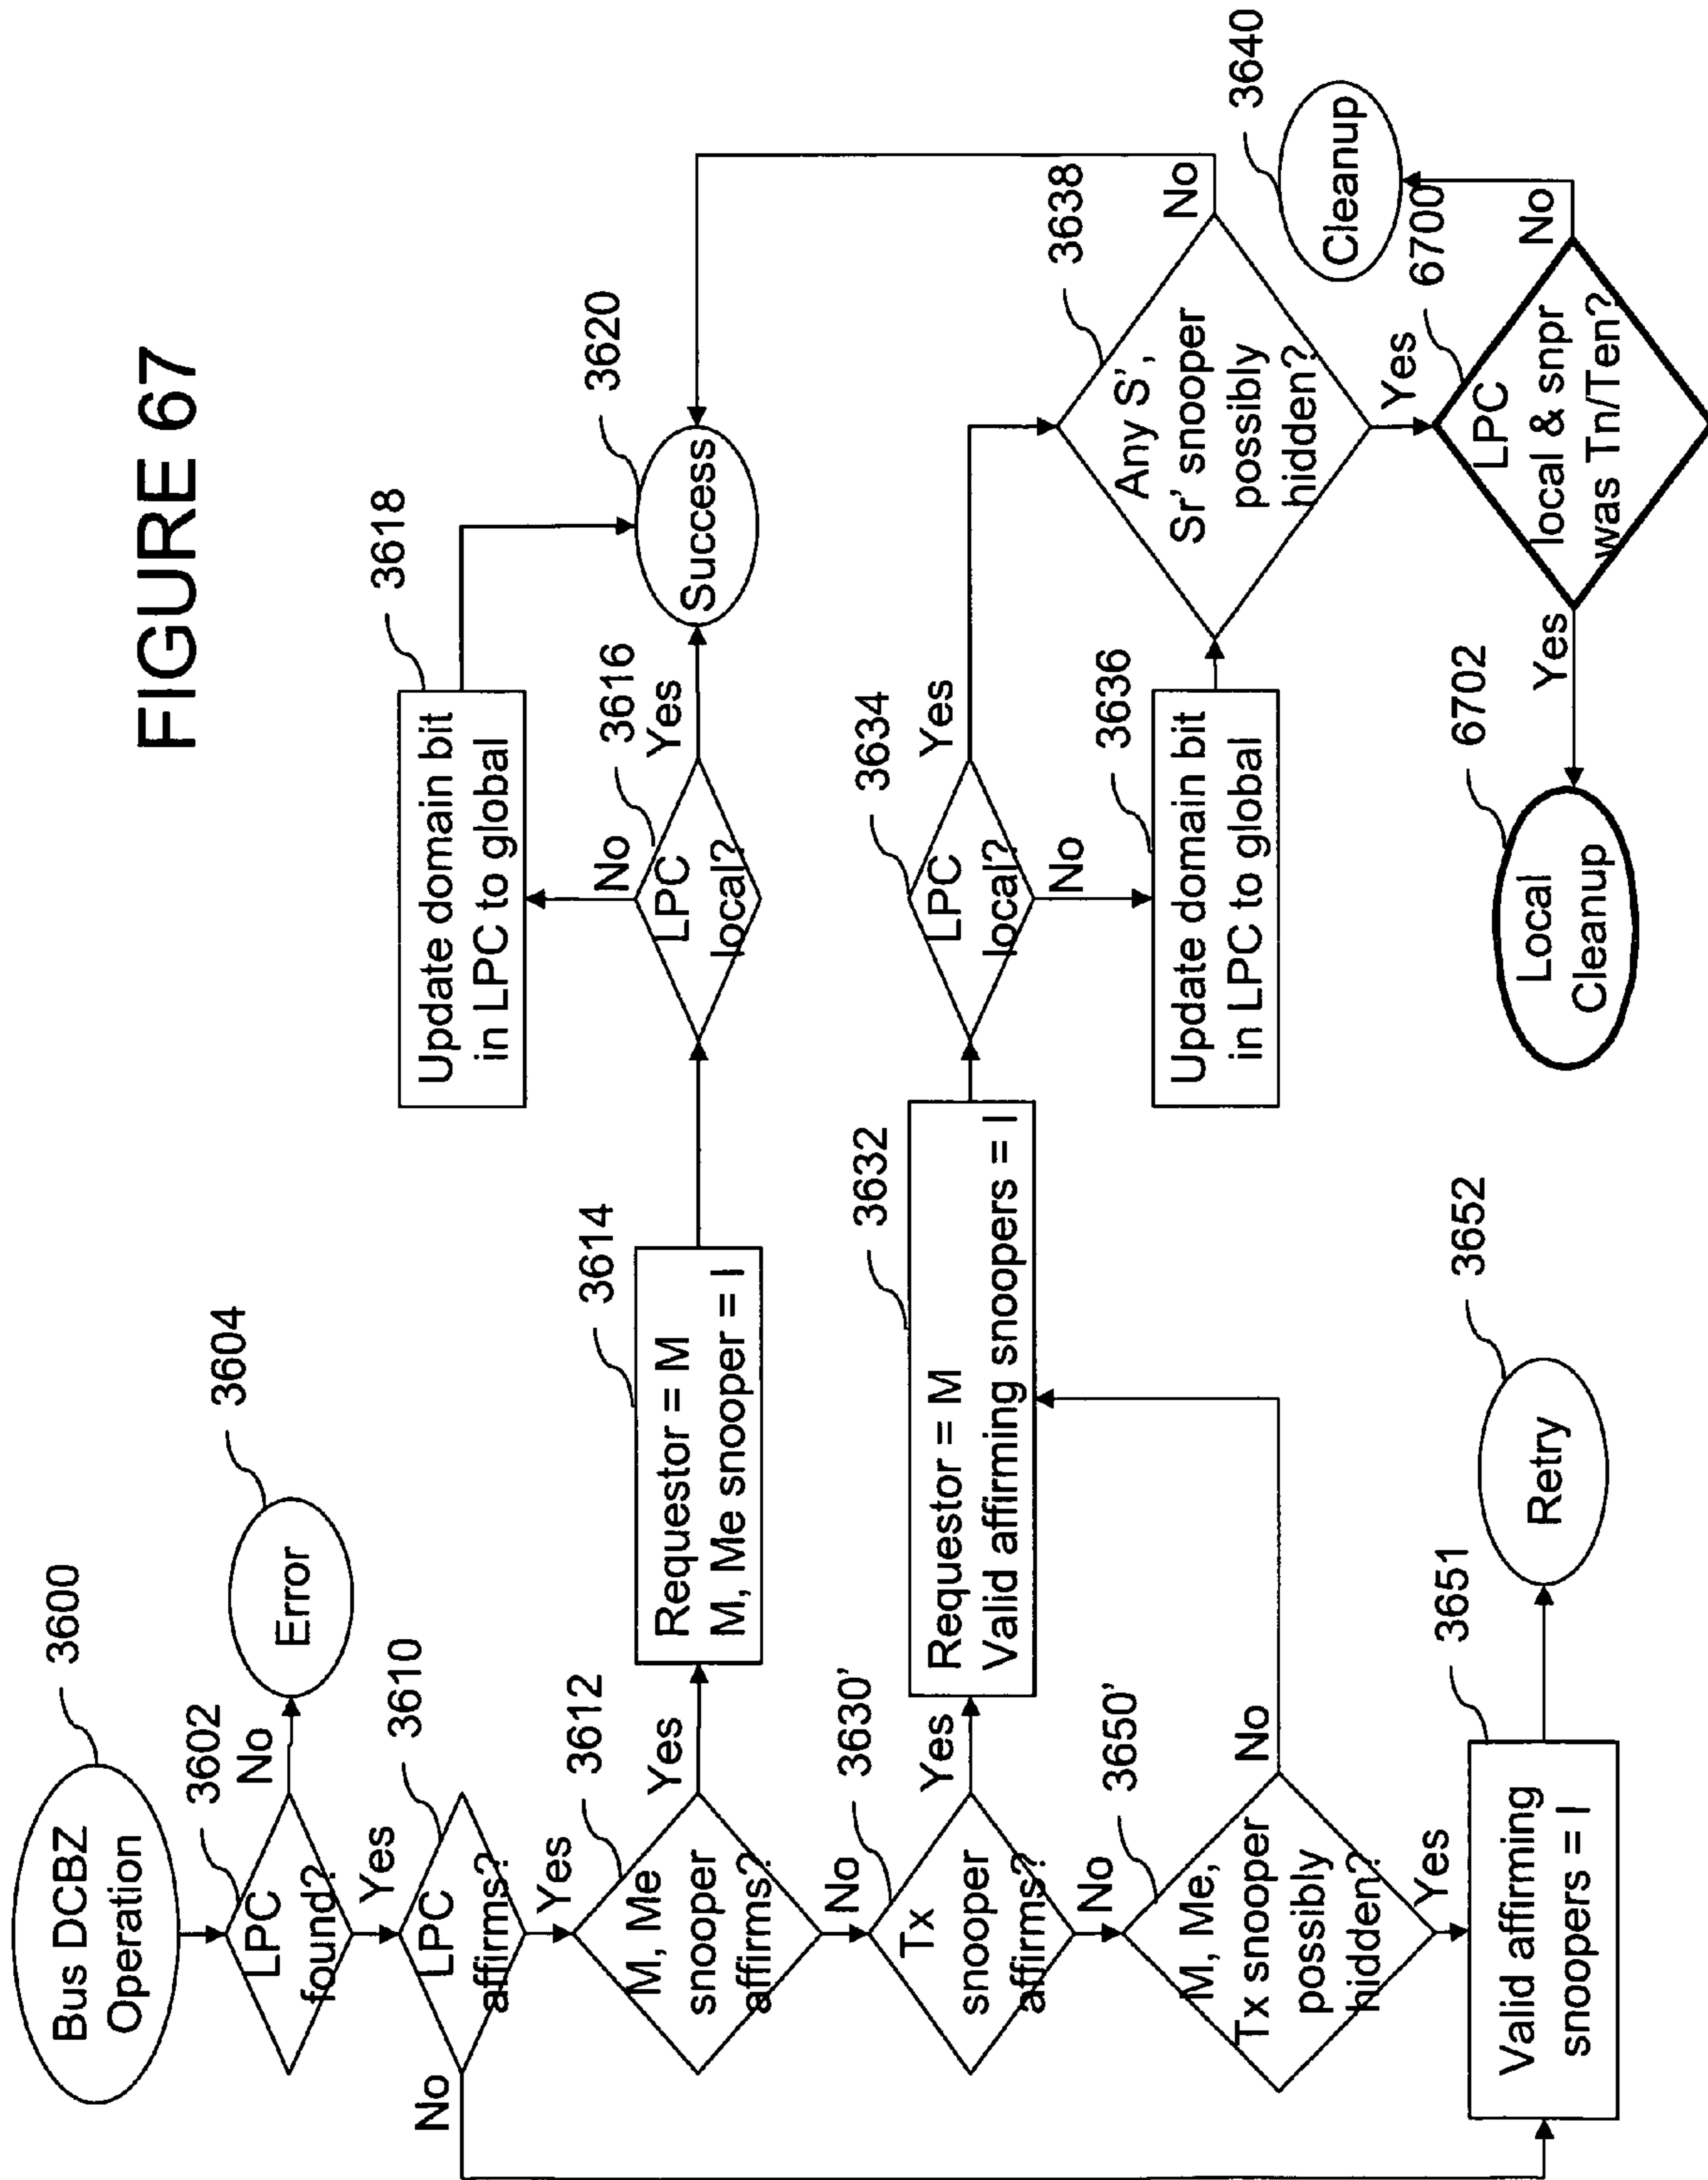 FIGURE 67
Bus DCBZ
Operation
3600
LPC
found?
3602
No
Error
3604
Yes
LPC
affirms?
3610
No
Yes
M, Me
snooper
affirms?
3612
Yes
Requestor = M
M, Me snooper = I
3614
LPC
local?
3616
No
Yes
Update domain bit
in LPC to global
3618
Success
3620
No
Tx
snooper
affirms?
3630'
Yes
Requestor = M
Valid affirming snoopers = I
3632
LPC
local?
3634
Yes
No
Update domain bit
in LPC to global
3636
Any S',
Sr' snooper
possibly
hidden?
3638
No
Yes
Cleanup
3640
LPC
local & snpr
was Tn/Ten?
6700
No
Yes
Local
Cleanup
6702
No
M, Me,
Tx snooper
possibly
hidden?
3650'
No
Yes
Valid affirming
snoopers = I
3651
Retry
3652